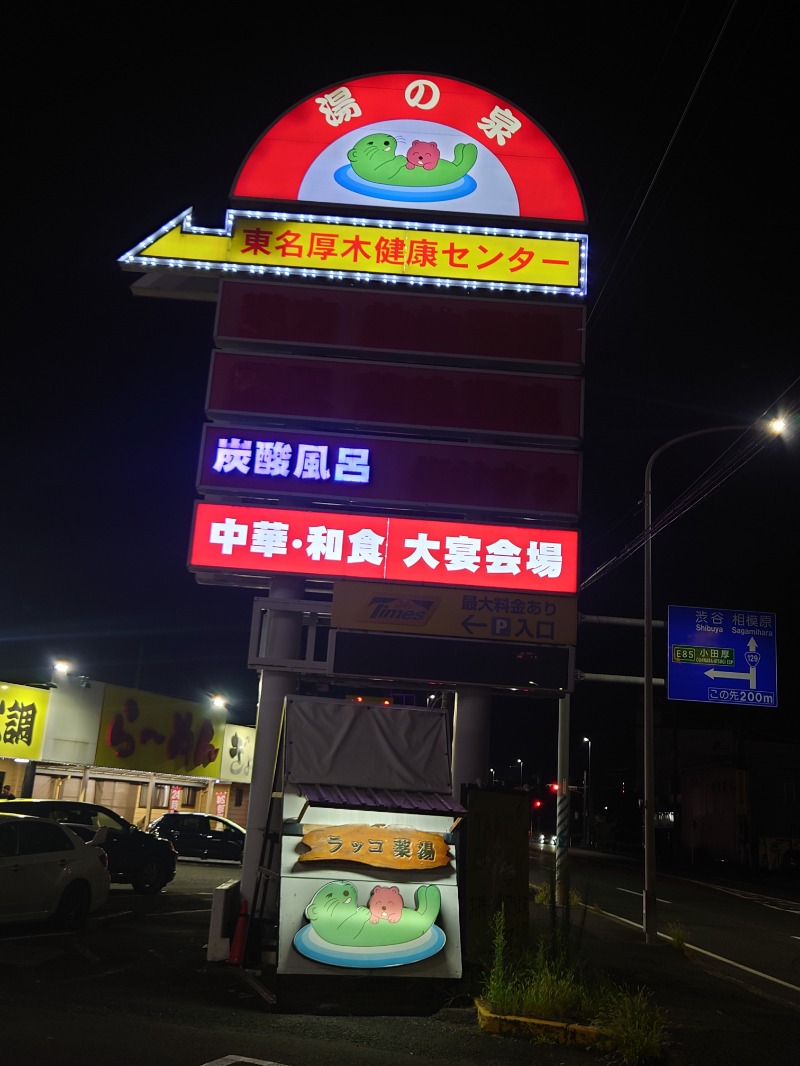 湯の泉
東名厚木健康センター
炭酸風呂
中華・和食 大宴会場
Times
最大料金あり
←P入口
渋谷 相模原
Shibuya Sagamihara
E85 小田厚
129
この先200m
調
らーめん
ラッコ薬湯